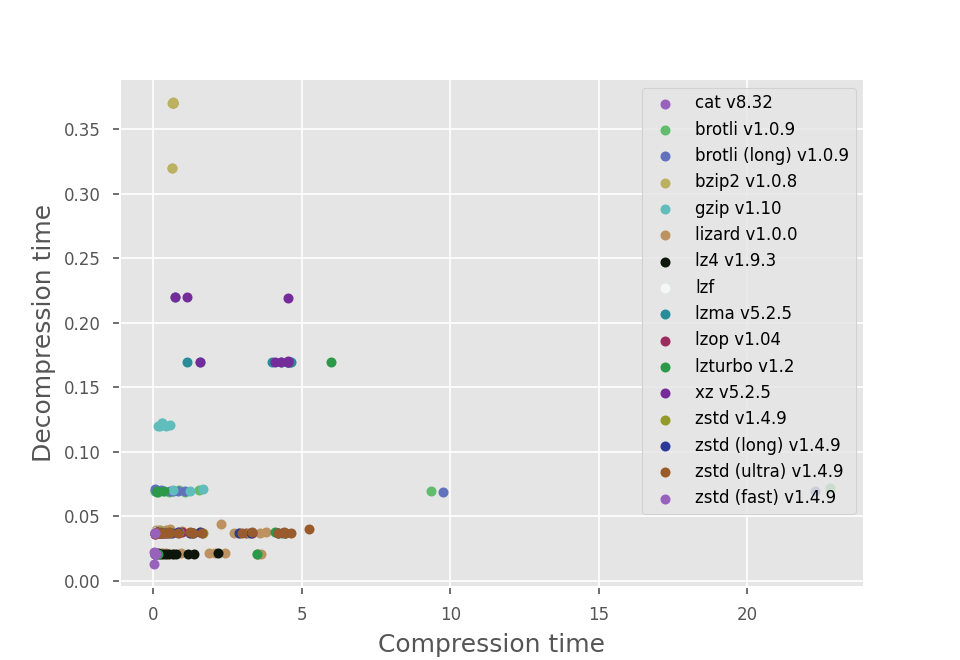 cat v8.32
brotli v1.0.9
brotli (long) v1.0.9
bzip2 v1.0.8
gzip v1.10
lizard v1.0.0
lz4 v1.9.3
lzf
lzma v5.2.5
lzop v1.04
lzturbo v1.2
xz v5.2.5
zstd v1.4.9
zstd (long) v1.4.9
zstd (ultra) v1.4.9
zstd (fast) v1.4.9
Decompression time
0.35
0.30
0.25
0.20
0.15
0.10
0.05
0.00
0 5 10 15 20
Compression time